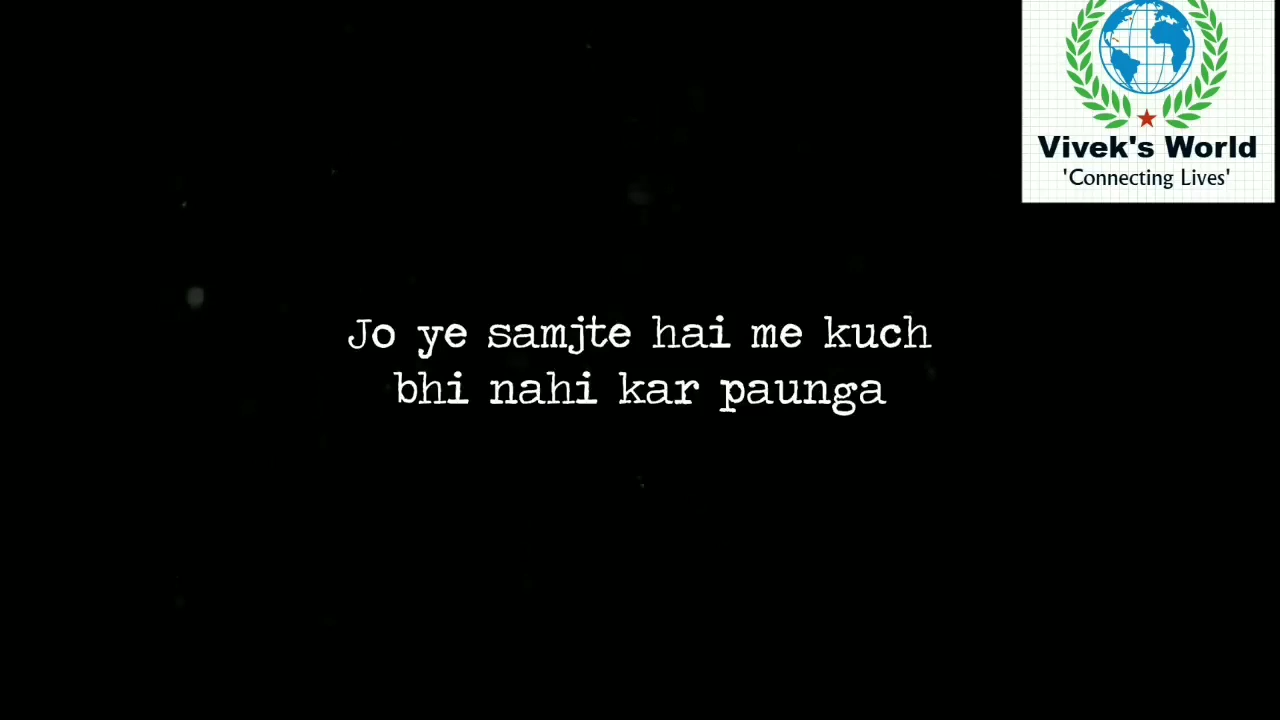 Vivek's World
'Connecting Lives'
Jo ye samjte hai me kuch
bhi nahi kar paunga